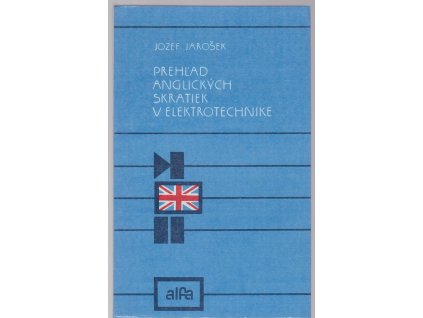 JOZEF JAROŠEK
PREHĽAD
ANGLICKÝCH
SKRATIEK
V ELEKTROTECHNIKE
alfa